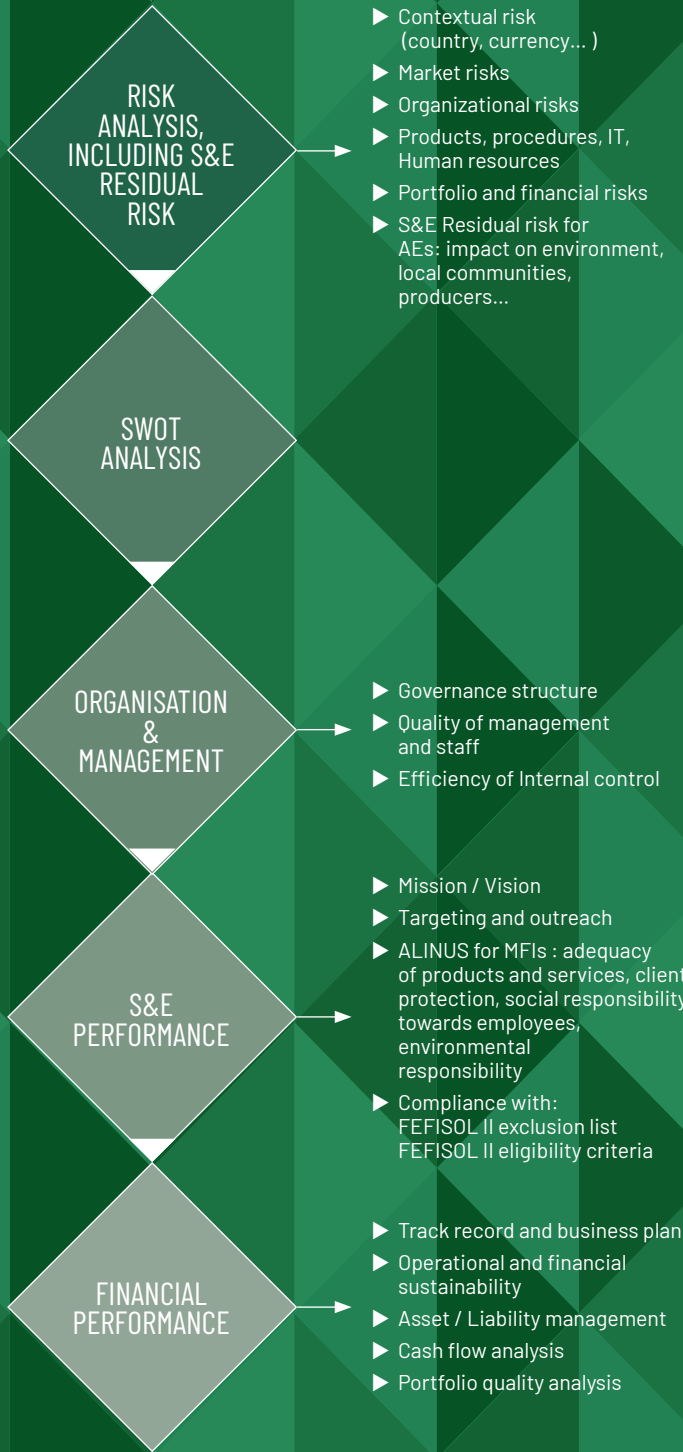 RISK
ANALYSIS,
INCLUDING S&E
RESIDUAL
RISK
▶ Contextual risk
(country, currency... )
▶ Market risks
▶ Organizational risks
▶ Products, procedures, IT,
Human resources
▶ Portfolio and financial risks
▶ S&E Residual risk for
AEs: impact on environment,
local communities,
producers...
SWOT
ANALYSIS
ORGANISATION
&
MANAGEMENT
▶ Governance structure
▶ Quality of management
and staff
▶ Efficiency of Internal control
S&E
PERFORMANCE
▶ Mission / Vision
▶ Targeting and outreach
▶ ALINUS for MFIs : adequacy
of products and services, client
protection, social responsibility
towards employees,
environmental
responsibility
▶ Compliance with:
FEFISOL II exclusion list
FEFISOL II eligibility criteria
FINANCIAL
PERFORMANCE
▶ Track record and business plan
▶ Operational and financial
sustainability
▶ Asset / Liability management
▶ Cash flow analysis
▶ Portfolio quality analysis